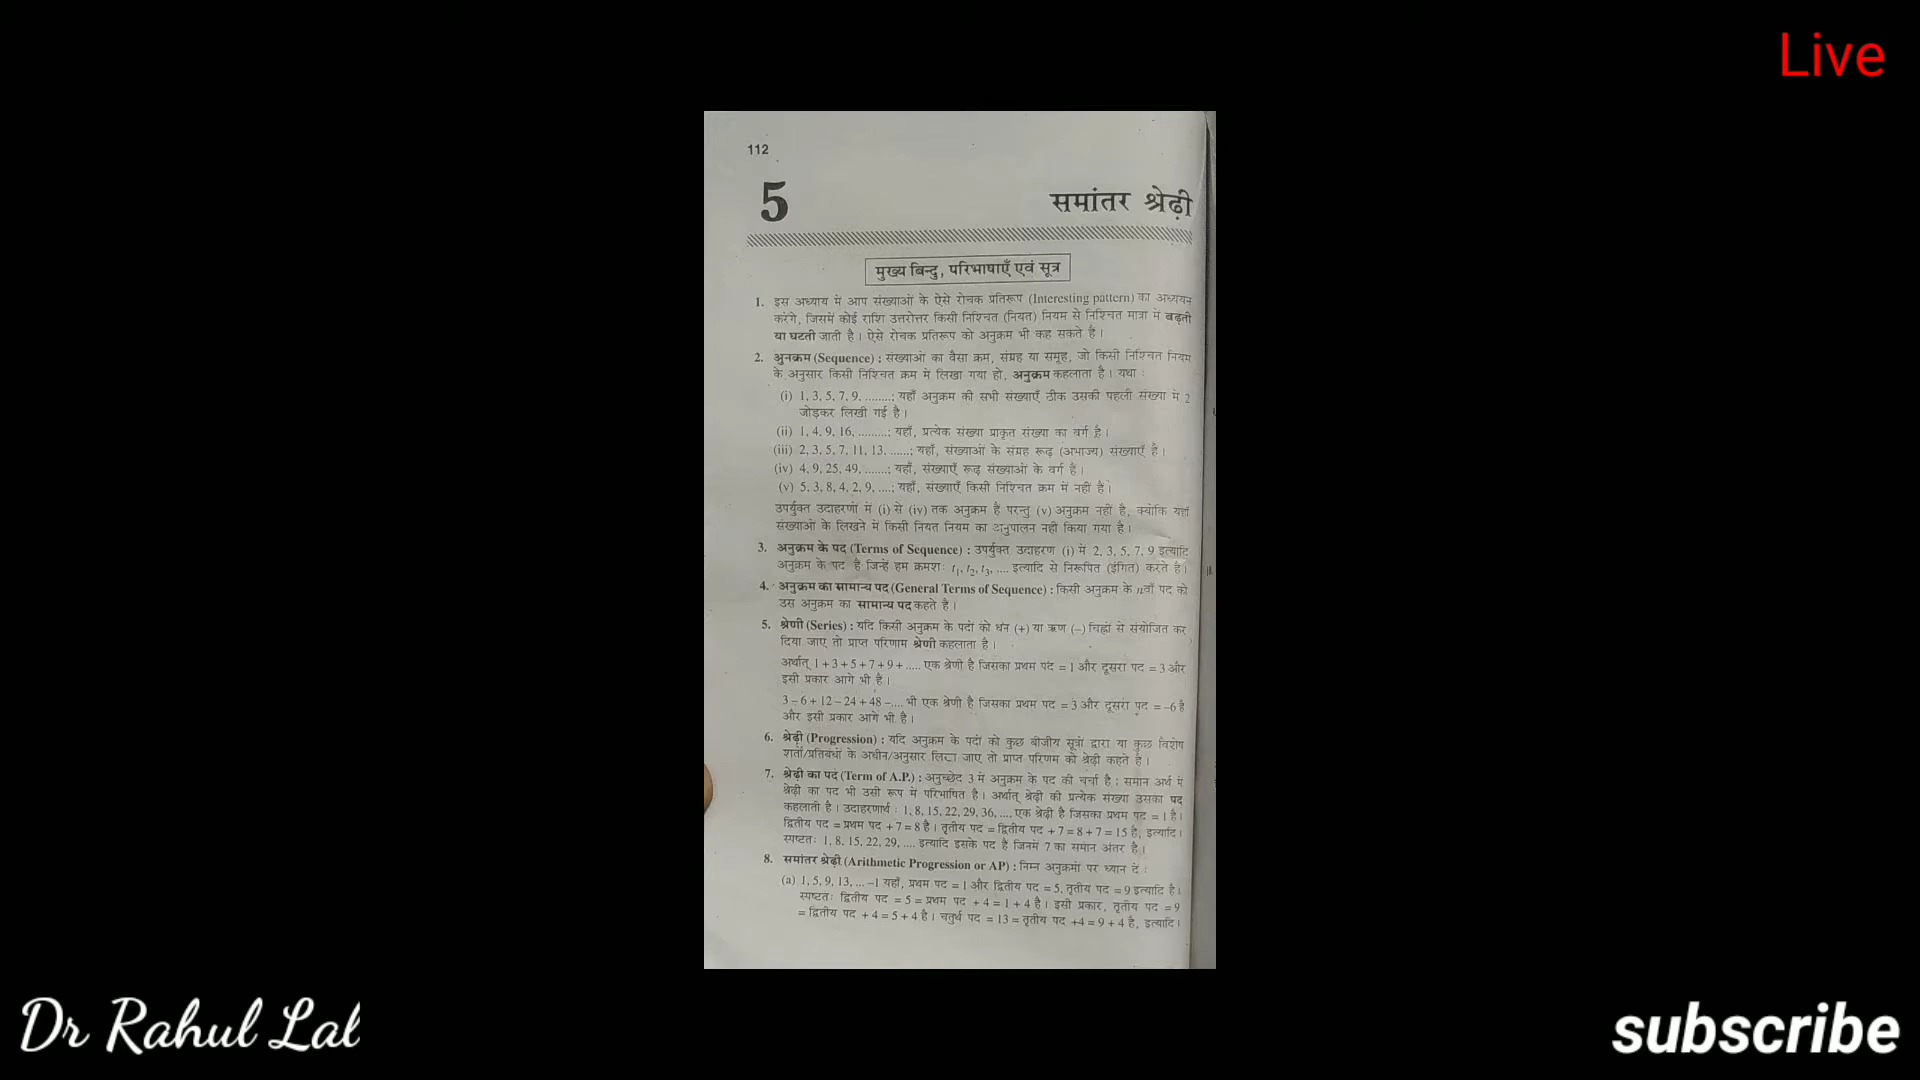 Live
112
5
समांतर श्रेढ़ी
मुख्य बिन्दु, परिभाषाएँ एवं सूत्र
1. इस अध्याय में आप संख्याओं के ऐसे रोचक प्रतिरूप (Interesting pattern) का अध्ययन
करेंगे, जिसमें कोई राशि उत्तरोत्तर किसी निश्चित (नियत) नियम से निश्चित मात्रा में बढ़ती
या घटती जाती है। ऐसे रोचक प्रतिरूप को अनुक्रम भी कह सकते हैं।
2. अनुक्रम (Sequence) : संख्याओं का वैसा क्रम, संग्रह या समूह, जो किसी निश्चित नियम
के अनुसार किसी निश्चित क्रम में लिखा गया हो, अनुक्रम कहलाता है। यथा :
(i) 1, 3, 5, 7, 9, ........; यहाँ अनुक्रम की सभी संख्याएँ ठीक उसकी पहली संख्या में 2
जोड़कर लिखी गई है।
(ii) 1, 4, 9, 16, .........; यहाँ, प्रत्येक संख्या प्राकृत संख्या का वर्ग है।
(iii) 2, 3, 5, 7, 11, 13, ......; यहाँ, संख्याओं के संग्रह रूढ़ (अभाज्य) संख्याएँ है।
(iv) 4, 9, 25, 49, .......; यहाँ, संख्याएँ रूढ़ संख्याओं के वर्ग है।
(v) 5, 3, 8, 4, 2, 9, ....; यहाँ, संख्याएँ किसी निश्चित क्रम में नहीं है।
उपर्युक्त उदाहरणों में (i) से (iv) तक अनुक्रम हैं परन्तु (v) अनुक्रम नहीं है, क्योंकि यहाँ
संख्याओं के लिखने में किसी नियत नियम का अनुपालन नहीं किया गया है।
3. अनुक्रम के पद (Terms of Sequence) : उपर्युक्त उदाहरण (i) में 2, 3, 5, 7, 9 इत्यादि
अनुक्रम के पद है जिन्हें हम क्रमशः t₁, t₂, t₃, .... इत्यादि से निरूपित (इंगित) करते है।
4. अनुक्रम का सामान्य पद (General Terms of Sequence) : किसी अनुक्रम के nवाँ पद को
उस अनुक्रम का सामान्य पद कहते हैं।
5. श्रेणी (Series) : यदि किसी अनुक्रम के पदों को धन (+) या ऋण (–) चिह्नों से संयोजित कर
दिया जाए तो प्राप्त परिणाम श्रेणी कहलाता है।
अर्थात् 1 + 3 + 5 + 7 + 9 + ..... एक श्रेणी है जिसका प्रथम पद = 1 और दूसरा पद = 3 और
इसी प्रकार आगे भी है।
3 – 6 + 12 – 24 + 48 – .... भी एक श्रेणी है जिसका प्रथम पद = 3 और दूसरा पद = –6 है
और इसी प्रकार आगे भी है।
6. श्रेढ़ी (Progression) : यदि अनुक्रम के पदों को कुछ बीजीय सूत्रों द्वारा या कुछ विशेष
शर्तों/प्रतिबंधों के अधीन/अनुसार लिखा जाए तो प्राप्त परिणम को श्रेढ़ी कहते हैं।
7. श्रेढ़ी का पद (Term of A.P.) : अनुच्छेद 3 में अनुक्रम के पद की चर्चा है ; समान अर्थ में
श्रेढ़ी का पद भी उसी रूप में परिभाषित है। अर्थात् श्रेढ़ी की प्रत्येक संख्या उसका पद
कहलाती है। उदाहरणार्थ : 1, 8, 15, 22, 29, 36, .... एक श्रेढ़ी है जिसका प्रथम पद = 1 है।
द्वितीय पद = प्रथम पद + 7 = 8 है। तृतीय पद = द्वितीय पद + 7 = 8 + 7 = 15 है, इत्यादि।
स्पष्टतः 1, 8, 15, 22, 29, .... इत्यादि इसके पद है जिनमें 7 का समान अंतर है।
8. समांतर श्रेढ़ी (Arithmetic Progression or AP) : निम्न अनुक्रमों पर ध्यान दें :
(a) 1, 5, 9, 13, ... –1 यहाँ, प्रथम पद = 1 और द्वितीय पद = 5, तृतीय पद = 9 इत्यादि है।
स्पष्टतः द्वितीय पद = 5 = प्रथम पद + 4 = 1 + 4 है। इसी प्रकार, तृतीय पद = 9
= द्वितीय पद + 4 = 5 + 4 है। चतुर्थ पद = 13 = तृतीय पद +4 = 9 + 4 है, इत्यादि।
Dr Rahul Lal
subscribe